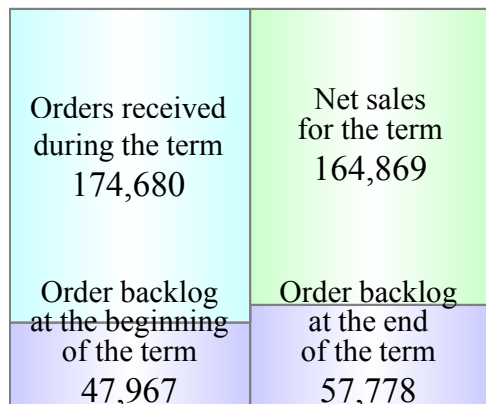 Orders received
during the term
174,680
Net sales
for the term
164,869
Order backlog
at the beginning
of the term
47,967
Order backlog
at the end
of the term
57,778